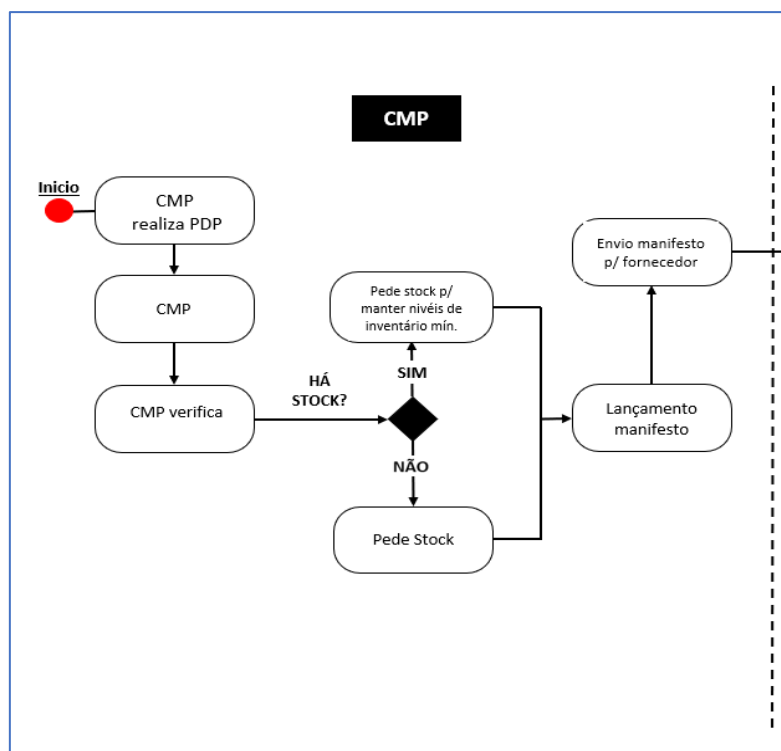 CMP
Inicio
CMP
realiza PDP
CMP
CMP verifica
HÁ
STOCK?
Pede stock p/
manter nivéis de
inventário mín.
SIM
NÃO
Pede Stock
Envio manifesto
p/ fornecedor
Lançamento
manifesto